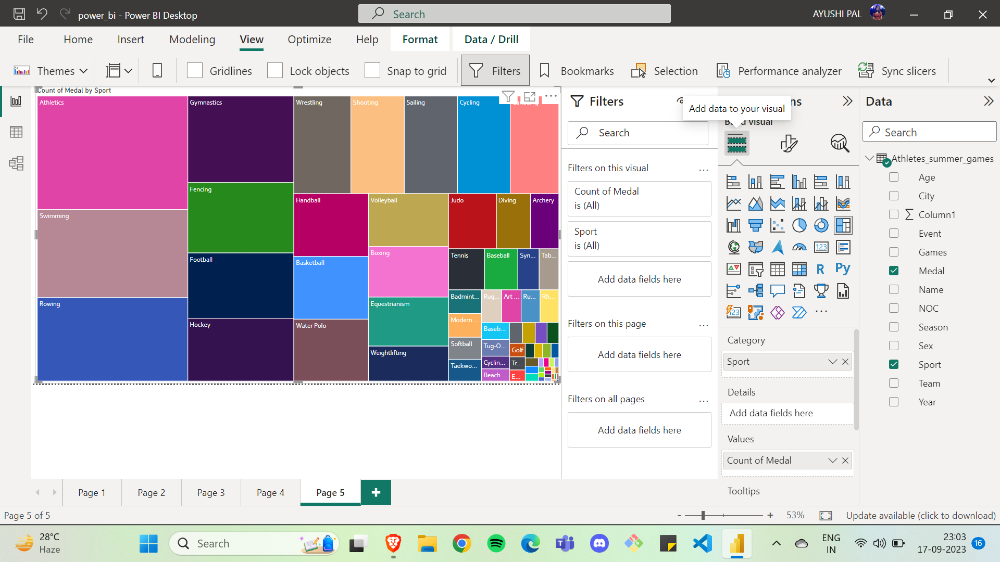 power_bi - Power BI Desktop
Search
AYUSHI PAL
File
Home
Insert
Modeling
View
Optimize
Help
Format
Data / Drill
Themes
Gridlines
Lock objects
Snap to grid
Filters
Bookmarks
Selection
Performance analyzer
Sync slicers
Count of Medal by Sport
Athletics
Swimming
Rowing
Gymnastics
Fencing
Football
Hockey
Wrestling
Shooting
Sailing
Cycling
Handball
Basketball
Water Polo
Volleyball
Boxing
Equestrianism
Weightlifting
Judo
Diving
Archery
Tennis
Baseball
Syn...
Tab...
Badmint...
Rug...
Art ...
Ru...
Rh...
Modern ...
Softball
Taekwo...
Baseb...
Tug-O...
Cyclin...
Beach ...
Golf
Tr...
E...
Filters
Search
Filters on this visual
...
Count of Medal
is (All)
Sport
is (All)
Add data fields here
Filters on this page
...
Add data fields here
Filters on all pages
...
Add data fields here
Add data to your visual
ns
123
R
Py
123
...
Category
Sport
Details
Add data fields here
Values
Count of Medal
Tooltips
Data
Search
Athletes_summer_games
Age
City
Σ Column1
Event
Games
Medal
Name
NOC
Season
Sex
Sport
Team
Year
Page 1
Page 2
Page 3
Page 4
Page 5
+
Page 5 of 5
- +
53%
Update available (click to download)
28°C
Haze
Search
ENG
IN
23:03
17-09-2023
16